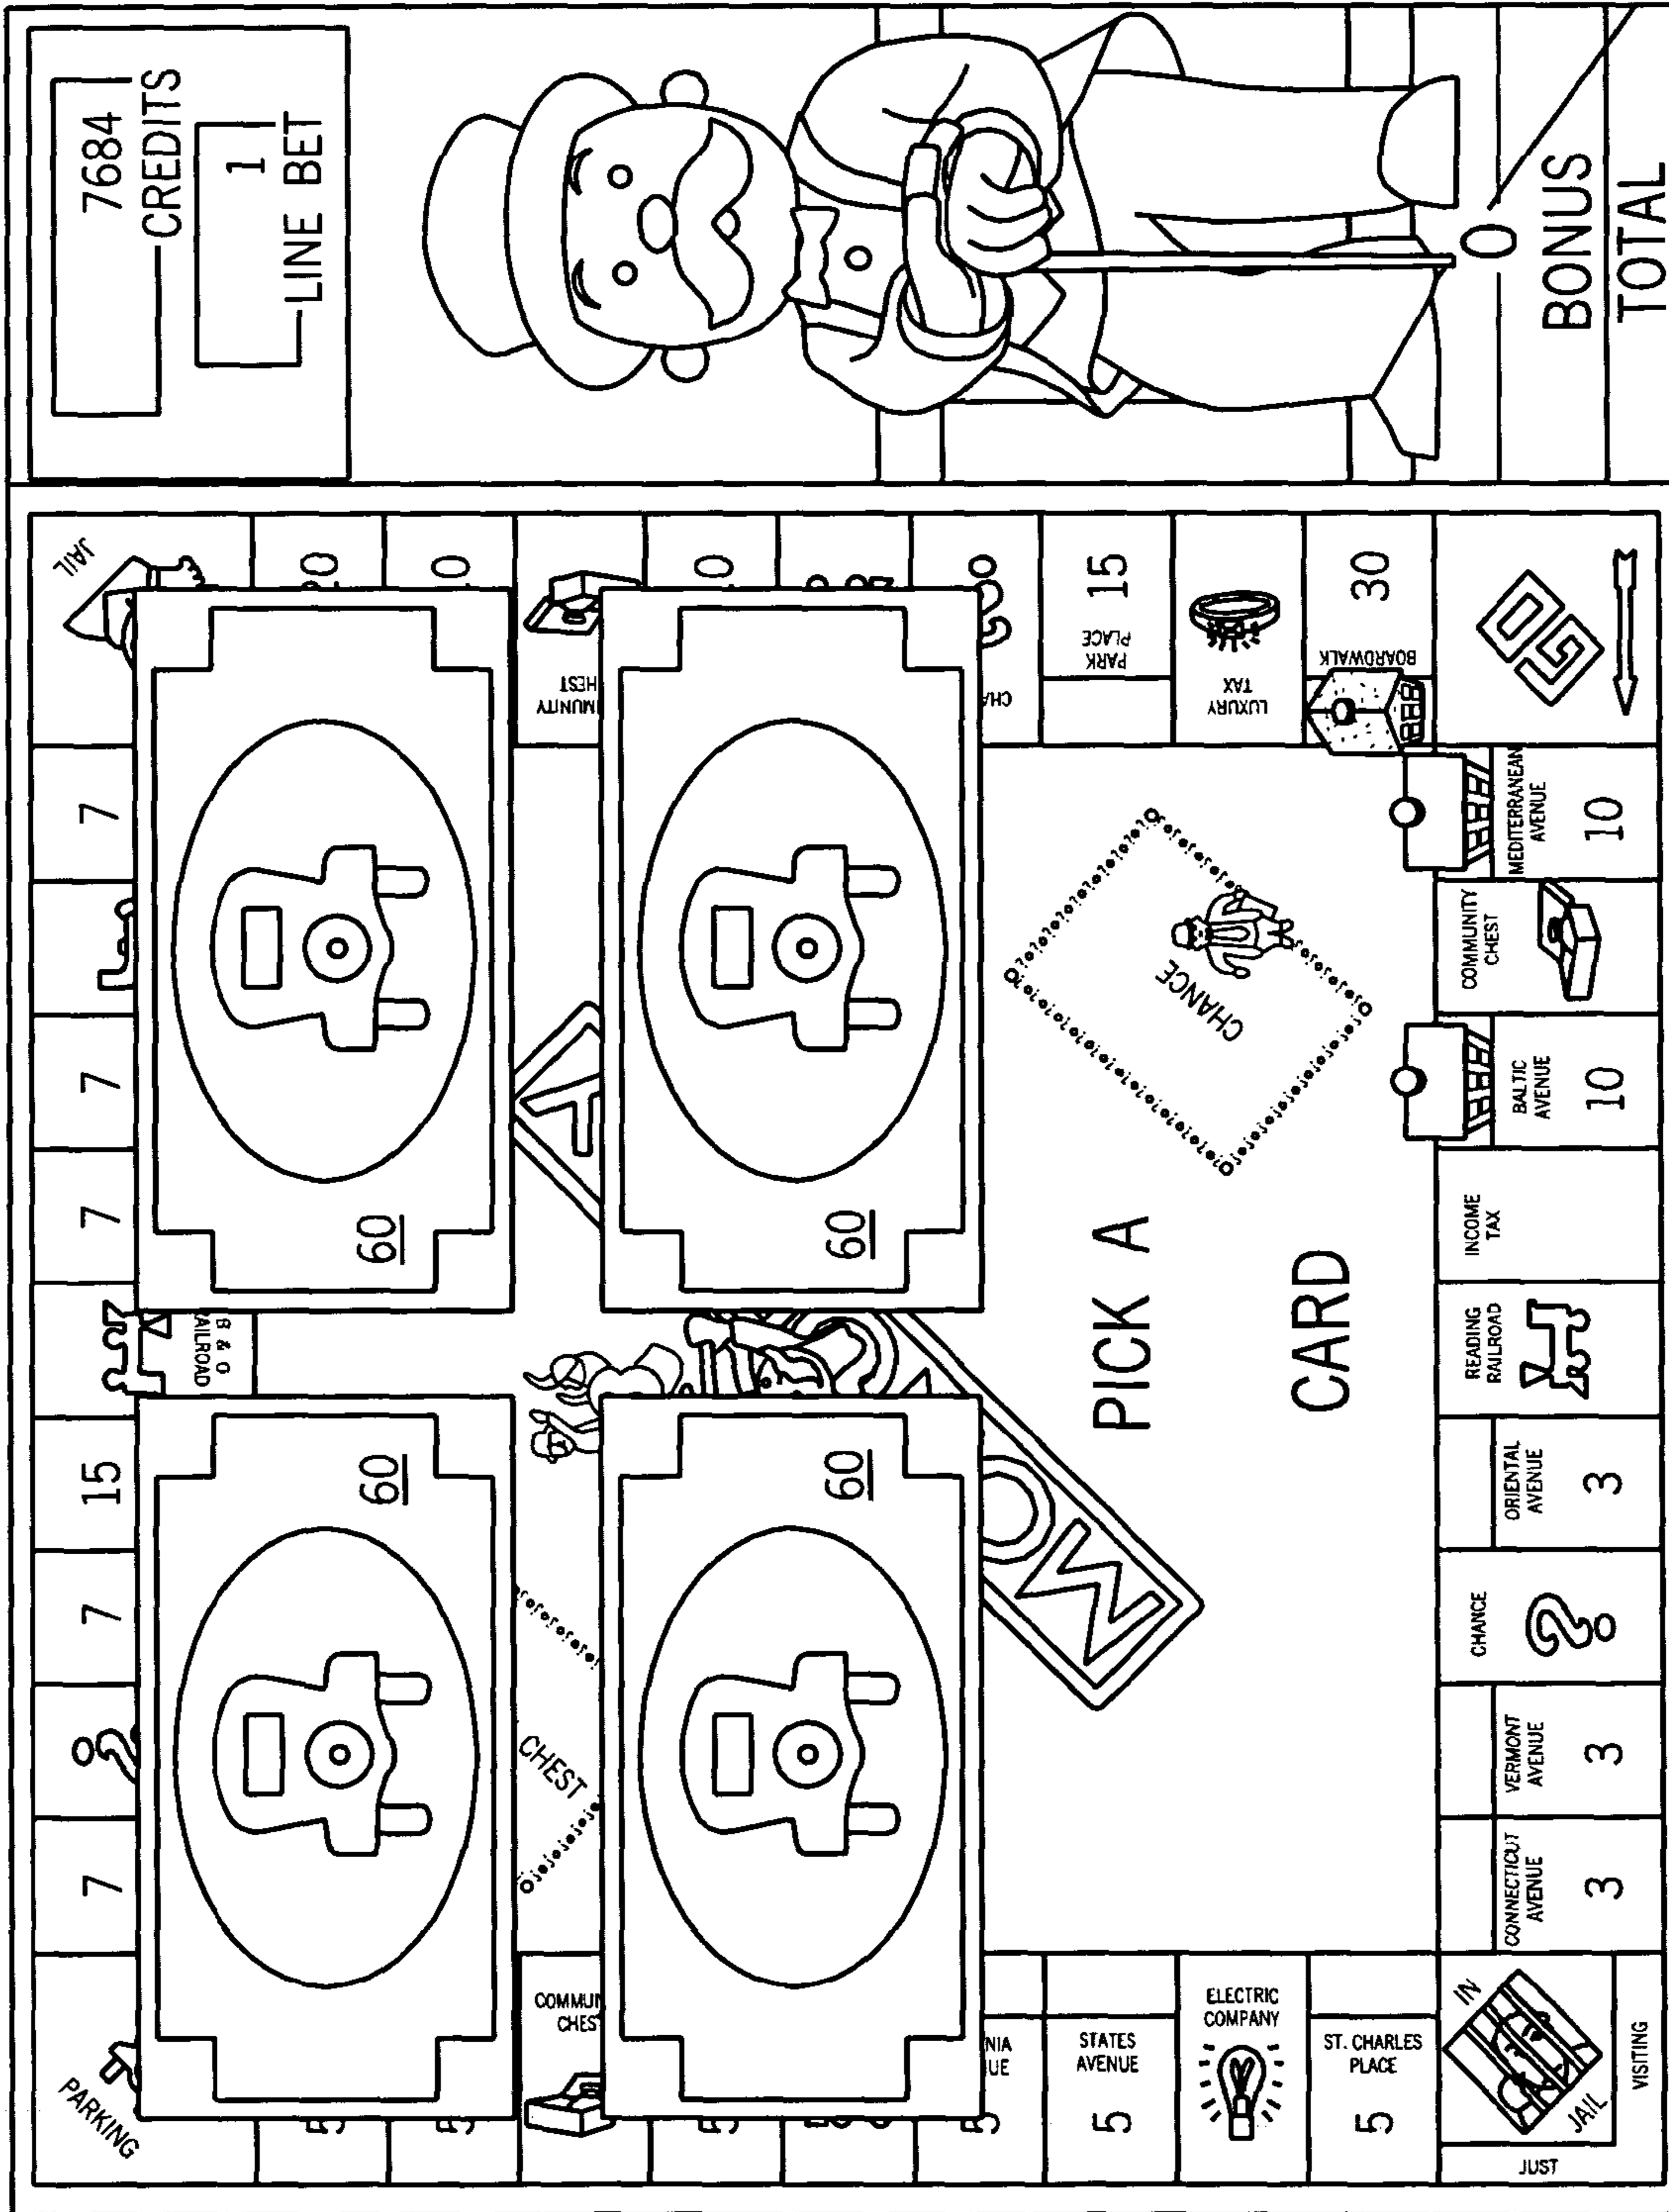 7684
CREDITS
1
LINE BET
0
BONUS
TOTAL
PARKING
7
7
15
7
7
7
JAIL
B & O
60
60
60
60
CHEST
PICK A
CARD
CHANCE
STATES
AVENUE
5
ELECTRIC
COMPANY
ST. CHARLES
PLACE
5
PARK
PLACE
15
LUXURY
TAX
BOARDWALK
30
IN
JAIL
JUST
VISITING
CONNECTICUT
AVENUE
3
VERMONT
AVENUE
3
CHANCE
ORIENTAL
AVENUE
3
READING
RAILROAD
INCOME
TAX
BALTIC
AVENUE
10
COMMUNITY
CHEST
MEDITERRANEAN
AVENUE
10
GO